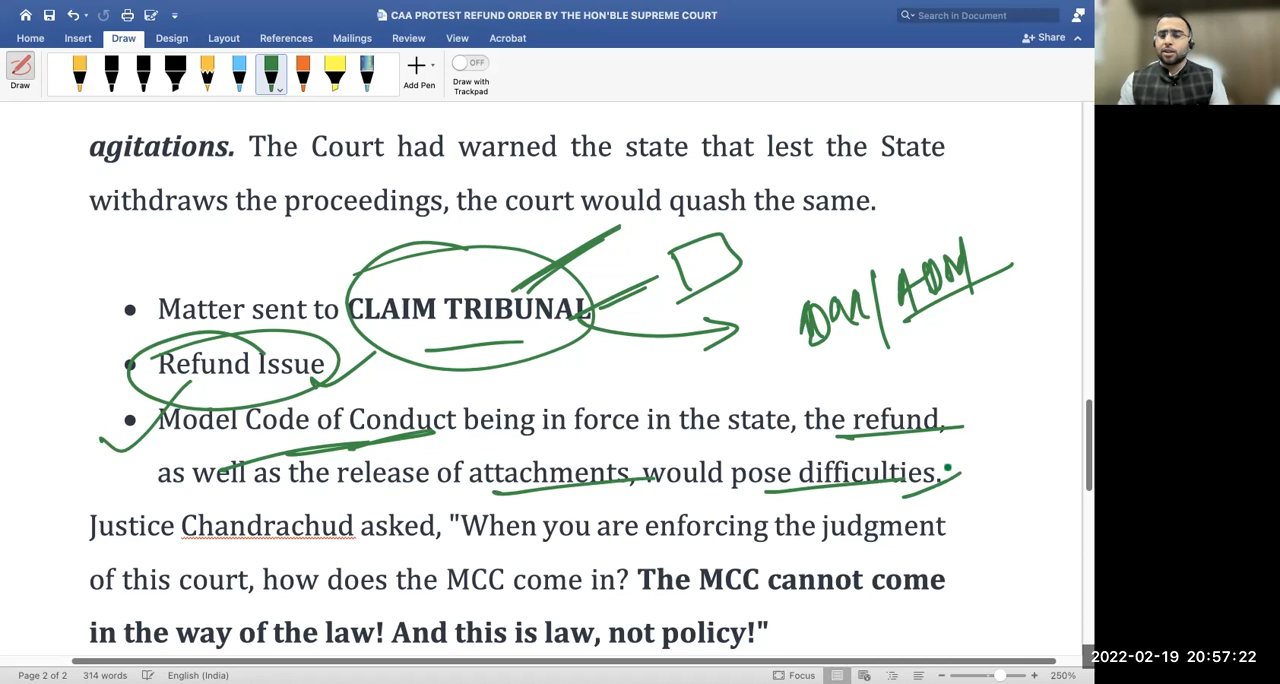 CAA PROTEST REFUND ORDER BY THE HON'BLE SUPREME COURT
Search in Document
Home Insert Draw Design Layout References Mailings Review View Acrobat
Share
Draw
Add Pen
OFF
Draw with
Trackpad
agitations. The Court had warned the state that lest the State
withdraws the proceedings, the court would quash the same.
• Matter sent to CLAIM TRIBUNAL
/ADM
• Refund Issue
• Model Code of Conduct being in force in the state, the refund,
as well as the release of attachments, would pose difficulties.
Justice Chandrachud asked, "When you are enforcing the judgment
of this court, how does the MCC come in? The MCC cannot come
in the way of the law! And this is law, not policy!"
2022-02-19 20:57:22
Page 2 of 2 314 words English (India) Focus 250%